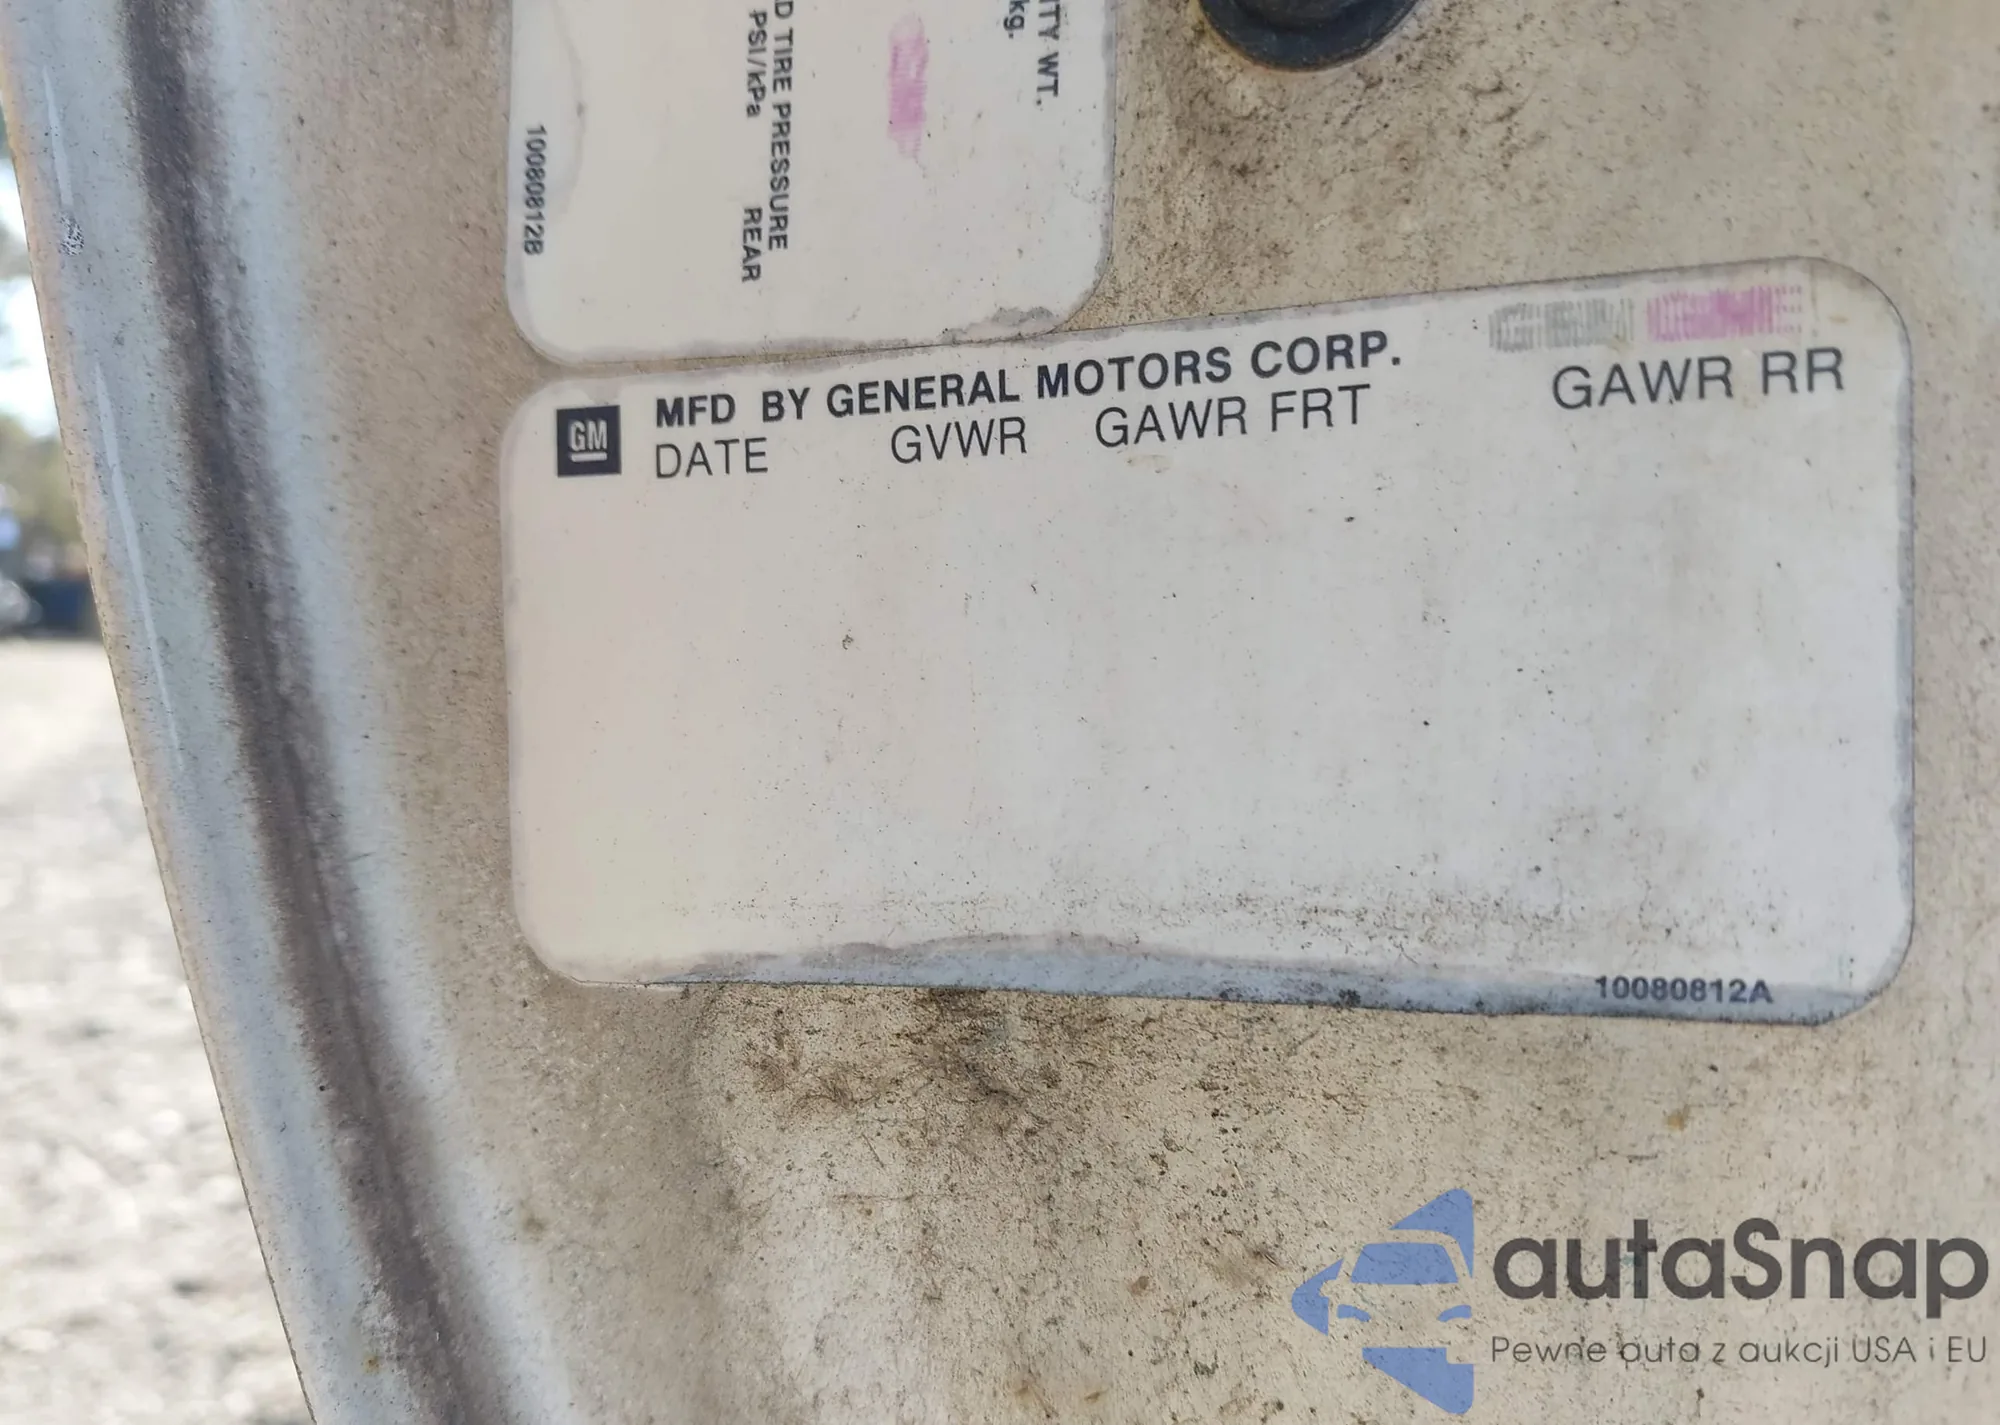 ITY WT.
kg.
D TIRE PRESSURE
PSI/kPa REAR
10080812B
GM
MFD BY GENERAL MOTORS CORP.
DATE GVWR GAWR FRT GAWR RR
10080812A
autaSnap
Pewne auta z aukcji USA i EU